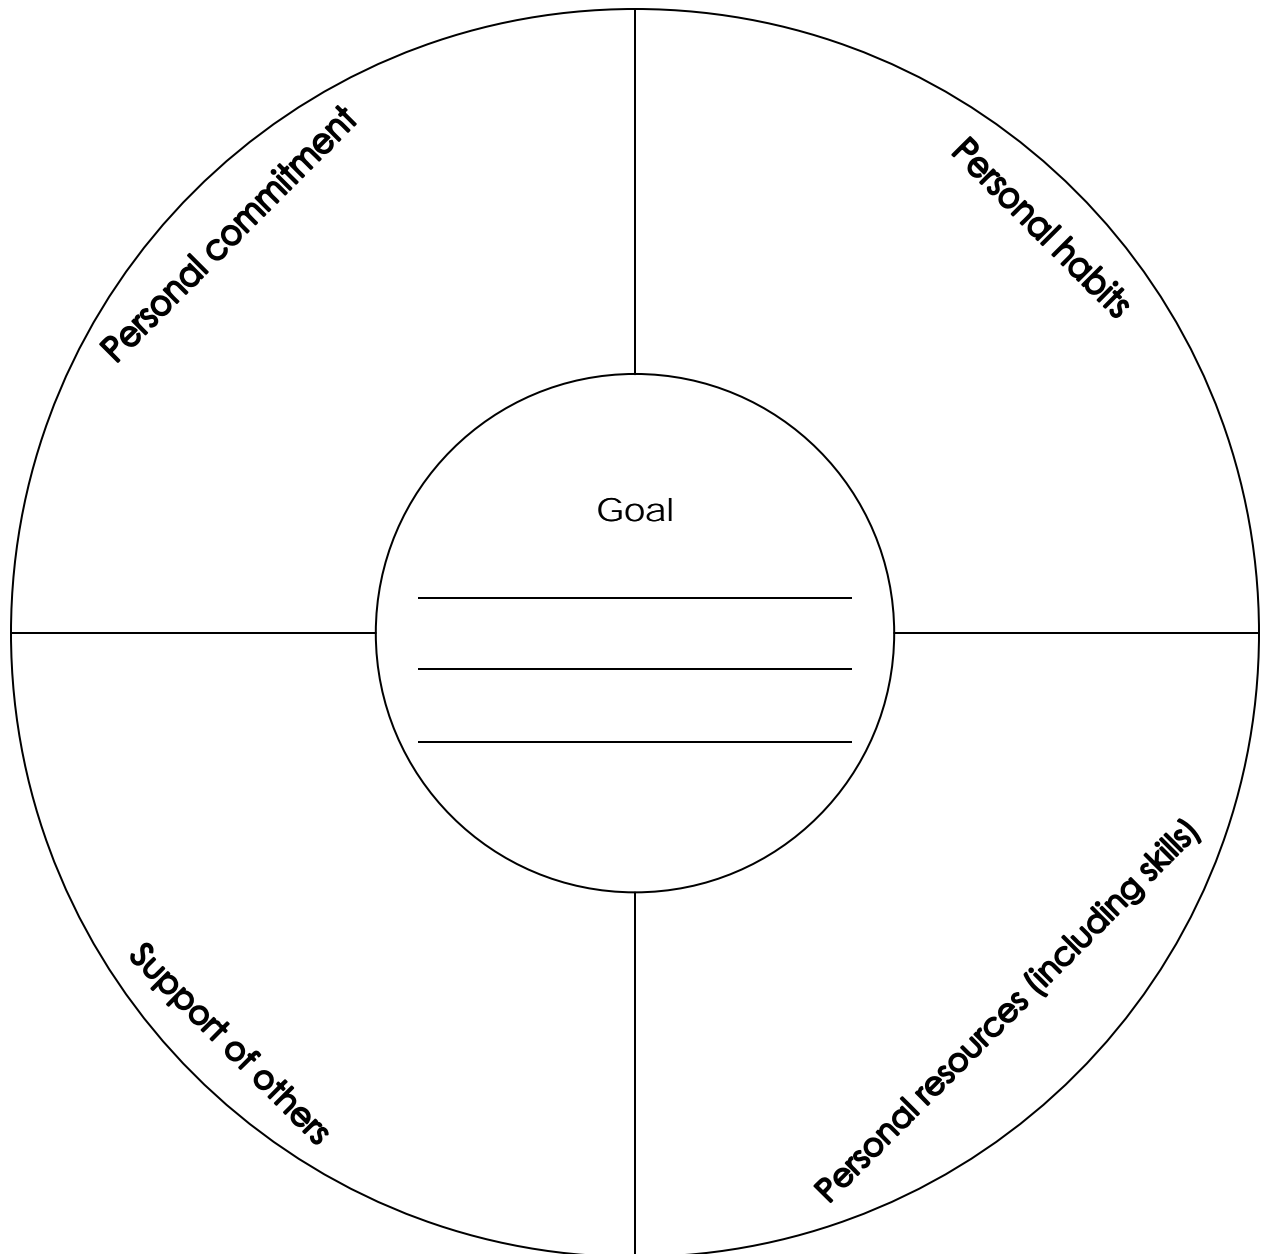 Personal commitment
Personal habits
Goal
Support of others
Personal resources (including skills)